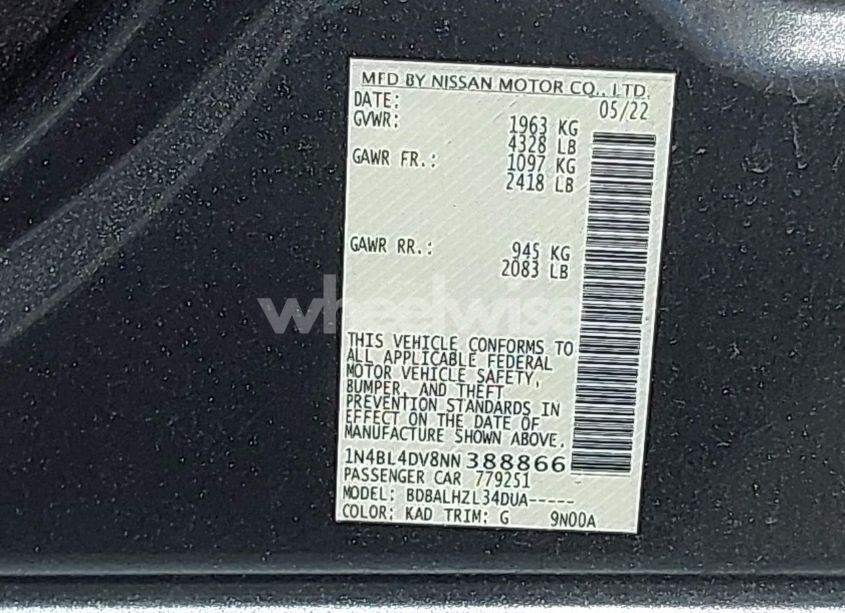 MFD BY NISSAN MOTOR CO., LTD.
DATE: 05/22
GVWR: 1963 KG
4328 LB
GAWR FR.: 1097 KG
2418 LB
GAWR RR.: 945 KG
2083 LB
wheelwise
THIS VEHICLE CONFORMS TO
ALL APPLICABLE FEDERAL
MOTOR VEHICLE SAFETY,
BUMPER, AND THEFT
PREVENTION STANDARDS IN
EFFECT ON THE DATE OF
MANUFACTURE SHOWN ABOVE.
1N4BL4DV8NN388866
PASSENGER CAR 779251
MODEL: BDBALHZL34DUA-----
COLOR: KAD TRIM: G 9N00A